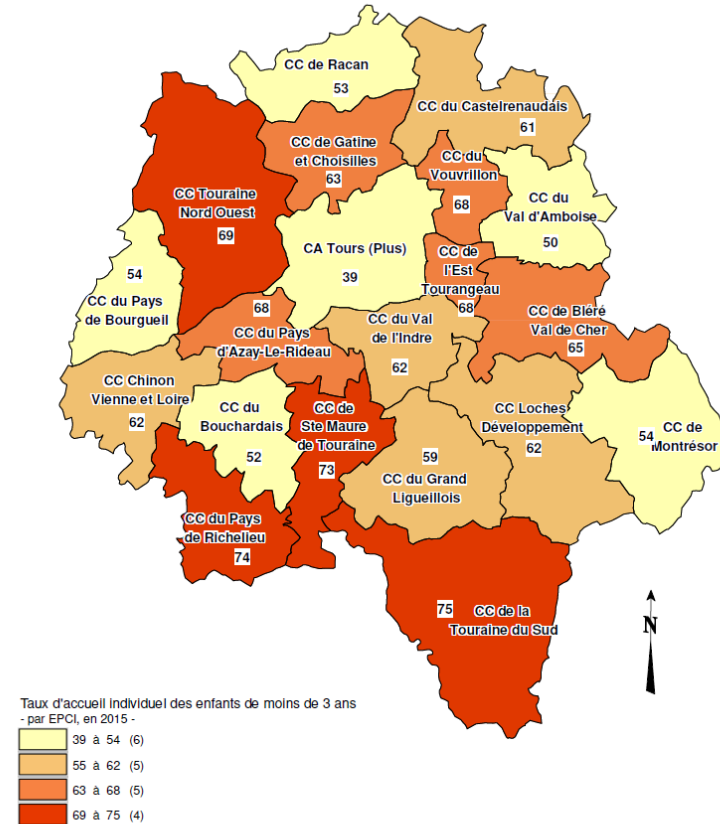 CC de Racan
53
CC du Castelrenaudais
61
CC de Gatine
et Choisilles
63
CC du
Vouvrillon
68
CC Touraine
Nord Ouest
69
CC du
Val d'Amboise
50
CA Tours (Plus)
39
CC de
l'Est
Tourangeau
68
54
CC du Pays
de Bourgueil
68
CC du Pays
d'Azay-Le-Rideau
CC du Val
de l'Indre
62
CC de Bléré
Val de Cher
65
CC Chinon
Vienne et Loire
62
CC du
Bouchardais
52
CC de
Ste Maure
de Touraine
73
CC Loches
Développement
62
54
CC de
Montrésor
59
CC du Grand
Ligueillois
CC du Pays
de Richelieu
74
75
CC de la
Touraine du Sud
N
Taux d'accueil individuel des enfants de moins de 3 ans
- par EPCI, en 2015 -
39 à 54 (6)
55 à 62 (5)
63 à 68 (5)
69 à 75 (4)